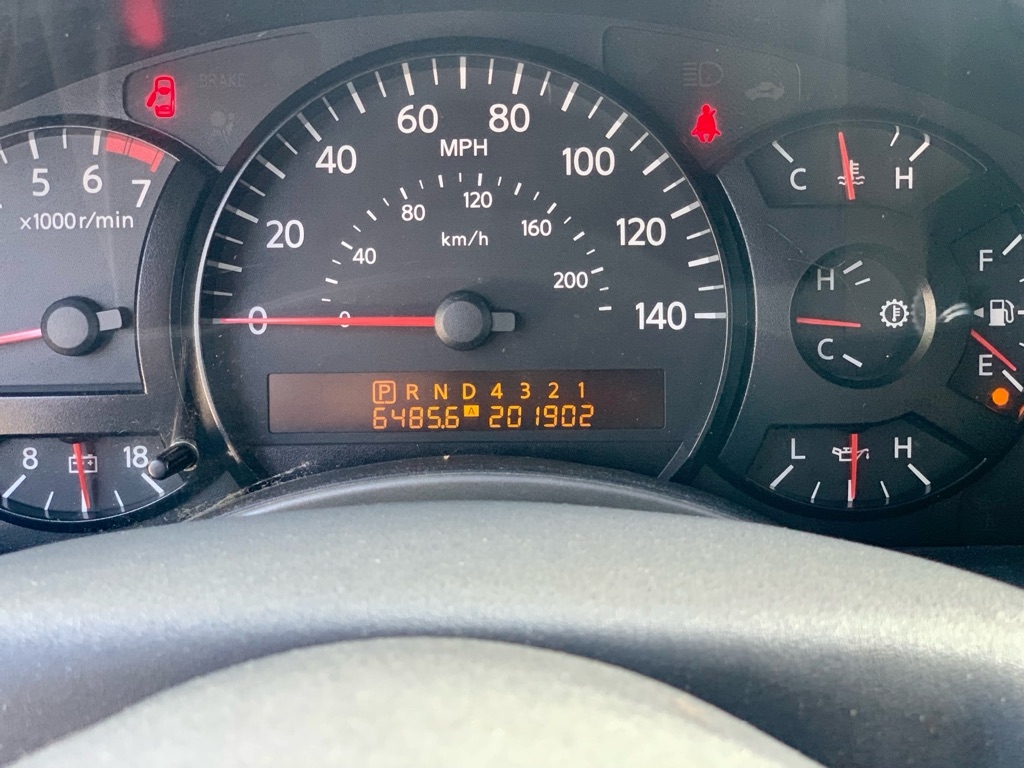 BRAKE
5 6 7
x1000r/min
0 20 40 60 80 100 120 140
MPH
0 40 80 120 160 200
km/h
P R N D 4 3 2 1
6485.6 A 201902
8 18
C H
H
C
F
E
L H